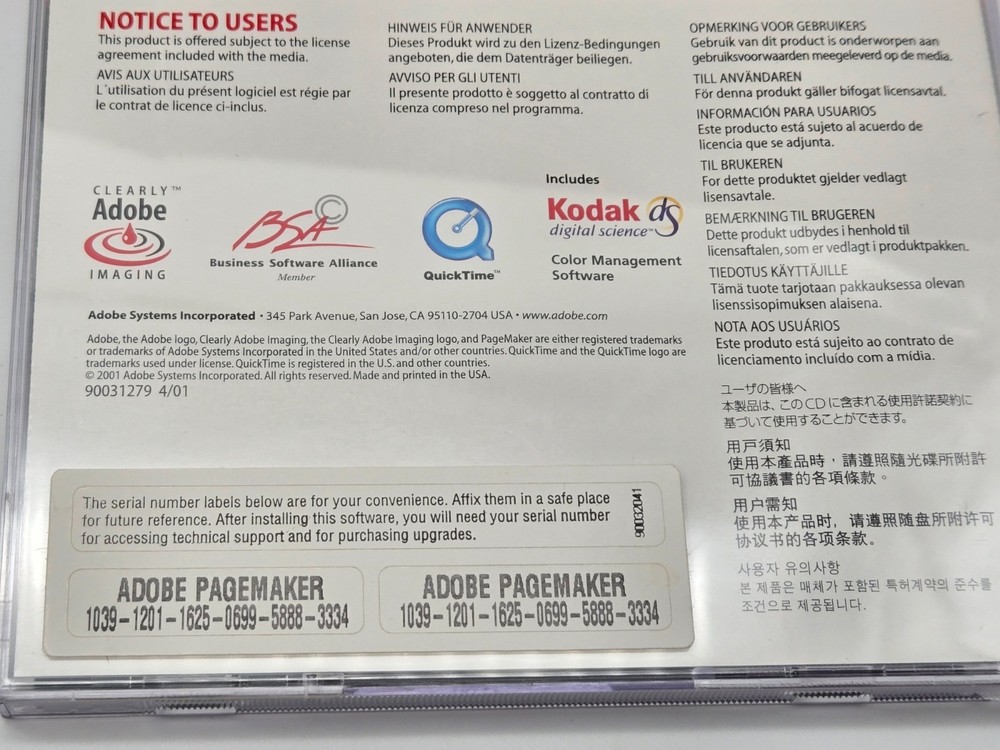 NOTICE TO USERS
This product is offered subject to the license
agreement included with the media.
AVIS AUX UTILISATEURS
L'utilisation du présent logiciel est régie par
le contrat de licence ci-inclus.
HINWEIS FÜR ANWENDER
Dieses Produkt wird zu den Lizenz-Bedingungen
angeboten, die dem Datenträger beiliegen.
AVVISO PER GLI UTENTI
Il presente prodotto è soggetto al contratto di
licenza compreso nel programma.
OPMERKING VOOR GEBRUIKERS
Gebruik van dit product is onderworpen aan
gebruiksvoorwaarden meegeleverd op de media.
TILL ANVÄNDAREN
För denna produkt gäller bifogat licensavtal.
INFORMACIÓN PARA USUARIOS
Este producto está sujeto al acuerdo de
licencia que se adjunta.
TIL BRUKEREN
For dette produktet gjelder vedlagt
lisensavtale.
BEMÆRKNING TIL BRUGEREN
Dette produkt udbydes i henhold til
licensaftalen, som er vedlagt i produktpakken.
TIEDOTUS KÄYTTÄJILLE
Tämä tuote tarjotaan pakkauksessa olevan
lisenssisopimuksen alaisena.
NOTA AOS USUÁRIOS
Este produto está sujeito ao contrato de
licenciamento incluído com a mídia.
ユーザの皆様へ
本製品は、このCDに含まれる使用許諾契約に
基づいて使用することができます。
用戶須知
使用本產品時，請遵照隨光碟所附許
可協議書的各項條款。
用户需知
使用本产品时，请遵照随盘所附许可
协议书的各项条款。
사용자 유의사항
본 제품은 매체가 포함된 특허계약의 준수를
조건으로 제공됩니다.
CLEARLY™
Adobe
IMAGING
BSA ©
Business Software Alliance
Member
QuickTime™
Includes
Kodak ds
digital science™
Color Management
Software
Adobe Systems Incorporated • 345 Park Avenue, San Jose, CA 95110-2704 USA • www.adobe.com
Adobe, the Adobe logo, Clearly Adobe Imaging, the Clearly Adobe Imaging logo, and PageMaker are either registered trademarks
or trademarks of Adobe Systems Incorporated in the United States and/or other countries. QuickTime and the QuickTime logo are
trademarks used under license. QuickTime is registered in the U.S. and other countries.
© 2001 Adobe Systems Incorporated. All rights reserved. Made and printed in the USA.
90031279 4/01
The serial number labels below are for your convenience. Affix them in a safe place
for future reference. After installing this software, you will need your serial number
for accessing technical support and for purchasing upgrades.
90032041
ADOBE PAGEMAKER
1039-1201-1625-0699-5888-3334
ADOBE PAGEMAKER
1039-1201-1625-0699-5888-3334